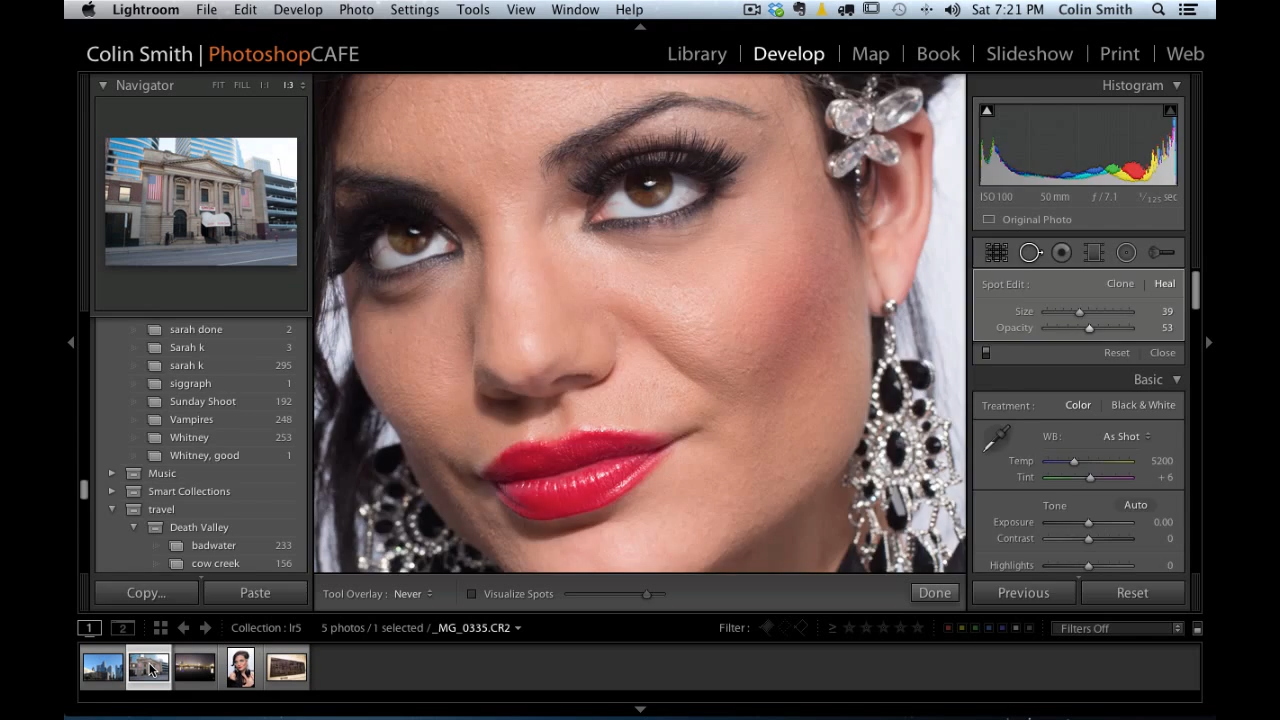 Lightroom File Edit Develop Photo Settings Tools View Window Help Sat 7:21 PM Colin Smith
Colin Smith | PhotoshopCAFE Library | Develop | Map | Book | Slideshow | Print | Web
Navigator FIT FILL 1:1 1:3
Histogram
ISO 100 50 mm ƒ / 7.1 1/125 sec
Original Photo
Spot Edit : Clone | Heal
Size 39
Opacity 53
Reset Close
Basic
Treatment : Color | Black & White
WB: As Shot
Temp 5200
Tint + 6
Tone Auto
Exposure 0.00
Contrast 0
Highlights 0
sarah done 2
Sarah k 3
sarah k 295
siggraph 1
Sunday Shoot 192
Vampires 248
Whitney 253
Whitney, good 1
Music
Smart Collections
travel
Death Valley
badwater 233
cow creek 156
Copy... Paste
Tool Overlay : Never Visualize Spots Done
Previous Reset
1 2 Collection : lr5 5 photos / 1 selected / _MG_0335.CR2 Filter : ≥ Filters Off